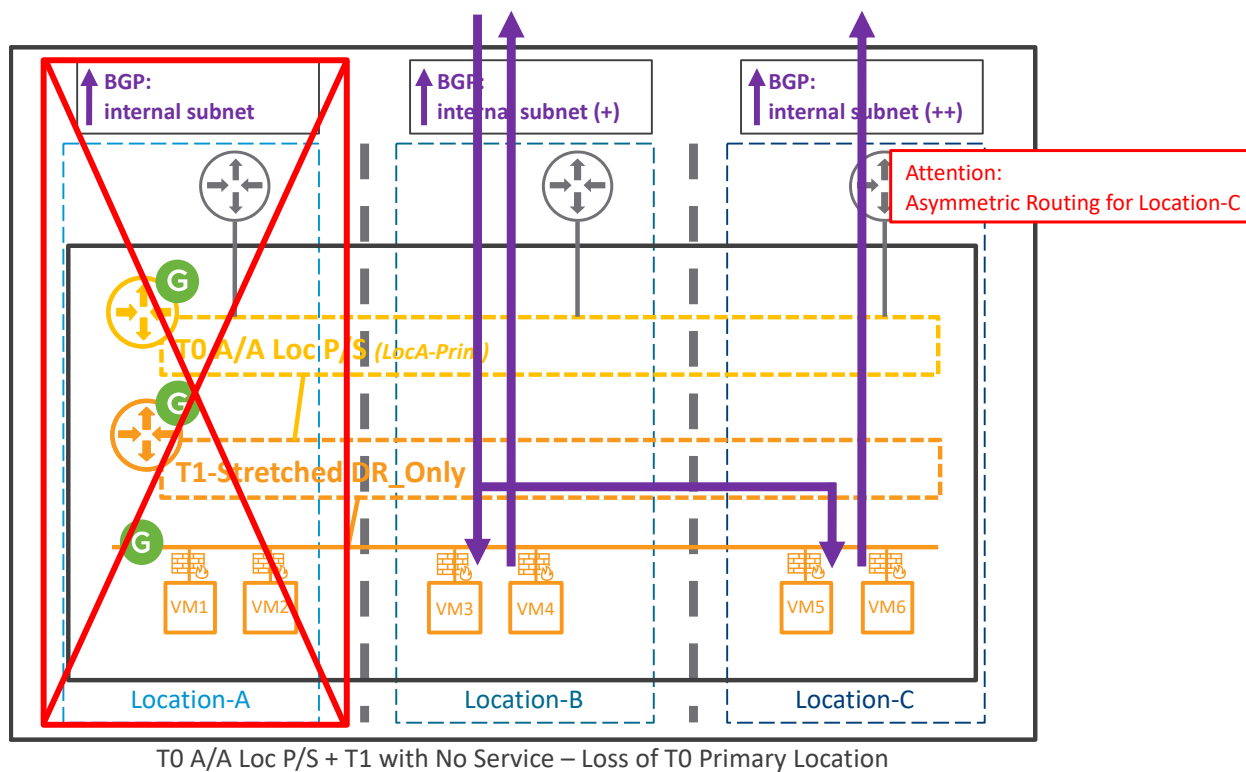 BGP:
internal subnet
BGP:
internal subnet (+)
BGP:
internal subnet (++)
Attention:
Asymmetric Routing for Location-C
G
T0 A/A Loc P/S (LocA-Prim)
G
T1-Stretched DR_Only
G
VM1
VM2
VM3
VM4
VM5
VM6
Location-A
Location-B
Location-C
T0 A/A Loc P/S + T1 with No Service – Loss of T0 Primary Location